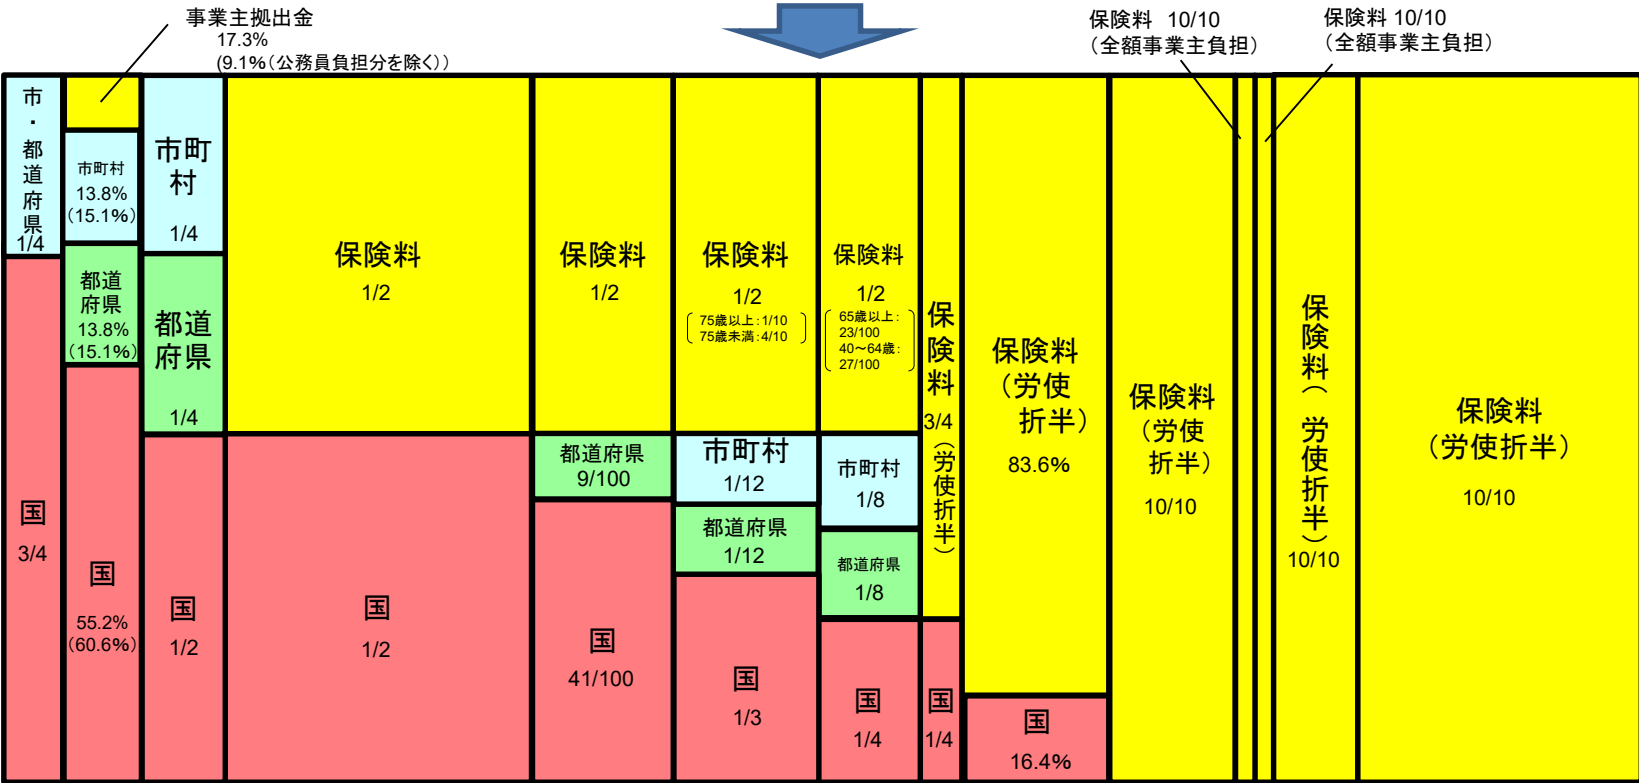 事業主拠出金
17.3%
(9.1%(公務員負担分を除く))
保険料 10/10
(全額事業主負担)
保険料 10/10
(全額事業主負担)
市・都道府県
1/4
国
3/4
市町村
13.8%
(15.1%)
都道
府県
13.8%
(15.1%)
国
55.2%
(60.6%)
市町
村
1/4
都道
府県
1/4
国
1/2
保険料
1/2
国
1/2
保険料
1/2
都道府県
9/100
国
41/100
保険料
1/2
75歳以上:1/10
75歳未満:4/10
市町村
1/12
都道府県
1/12
国
1/3
保険料
1/2
65歳以上:
23/100
40～64歳:
27/100
市町村
1/8
都道府県
1/8
国
1/4
保険料
3/4
(労使折半)
国
1/4
保険料
(労使
折半)
83.6%
国
16.4%
保険料
(労使
折半)
10/10
保険料(労使折半)
10/10
保険料
(労使折半)
10/10